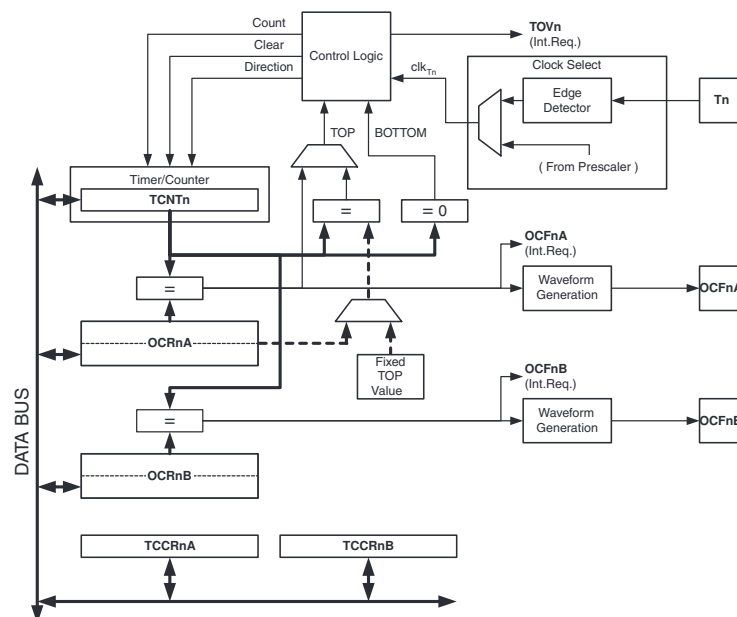 Count
Clear
Direction
Control Logic
TOVn
(Int.Req.)
clkTn
Clock Select
Edge
Detector
Tn
( From Prescaler )
TOP
BOTTOM
Timer/Counter
TCNTn
=
= 0
OCFnA
(Int.Req.)
=
Waveform
Generation
OCFnA
OCRnA
Fixed
TOP
Value
OCFnB
(Int.Req.)
=
Waveform
Generation
OCFnB
OCRnB
DATA BUS
TCCRnA
TCCRnB